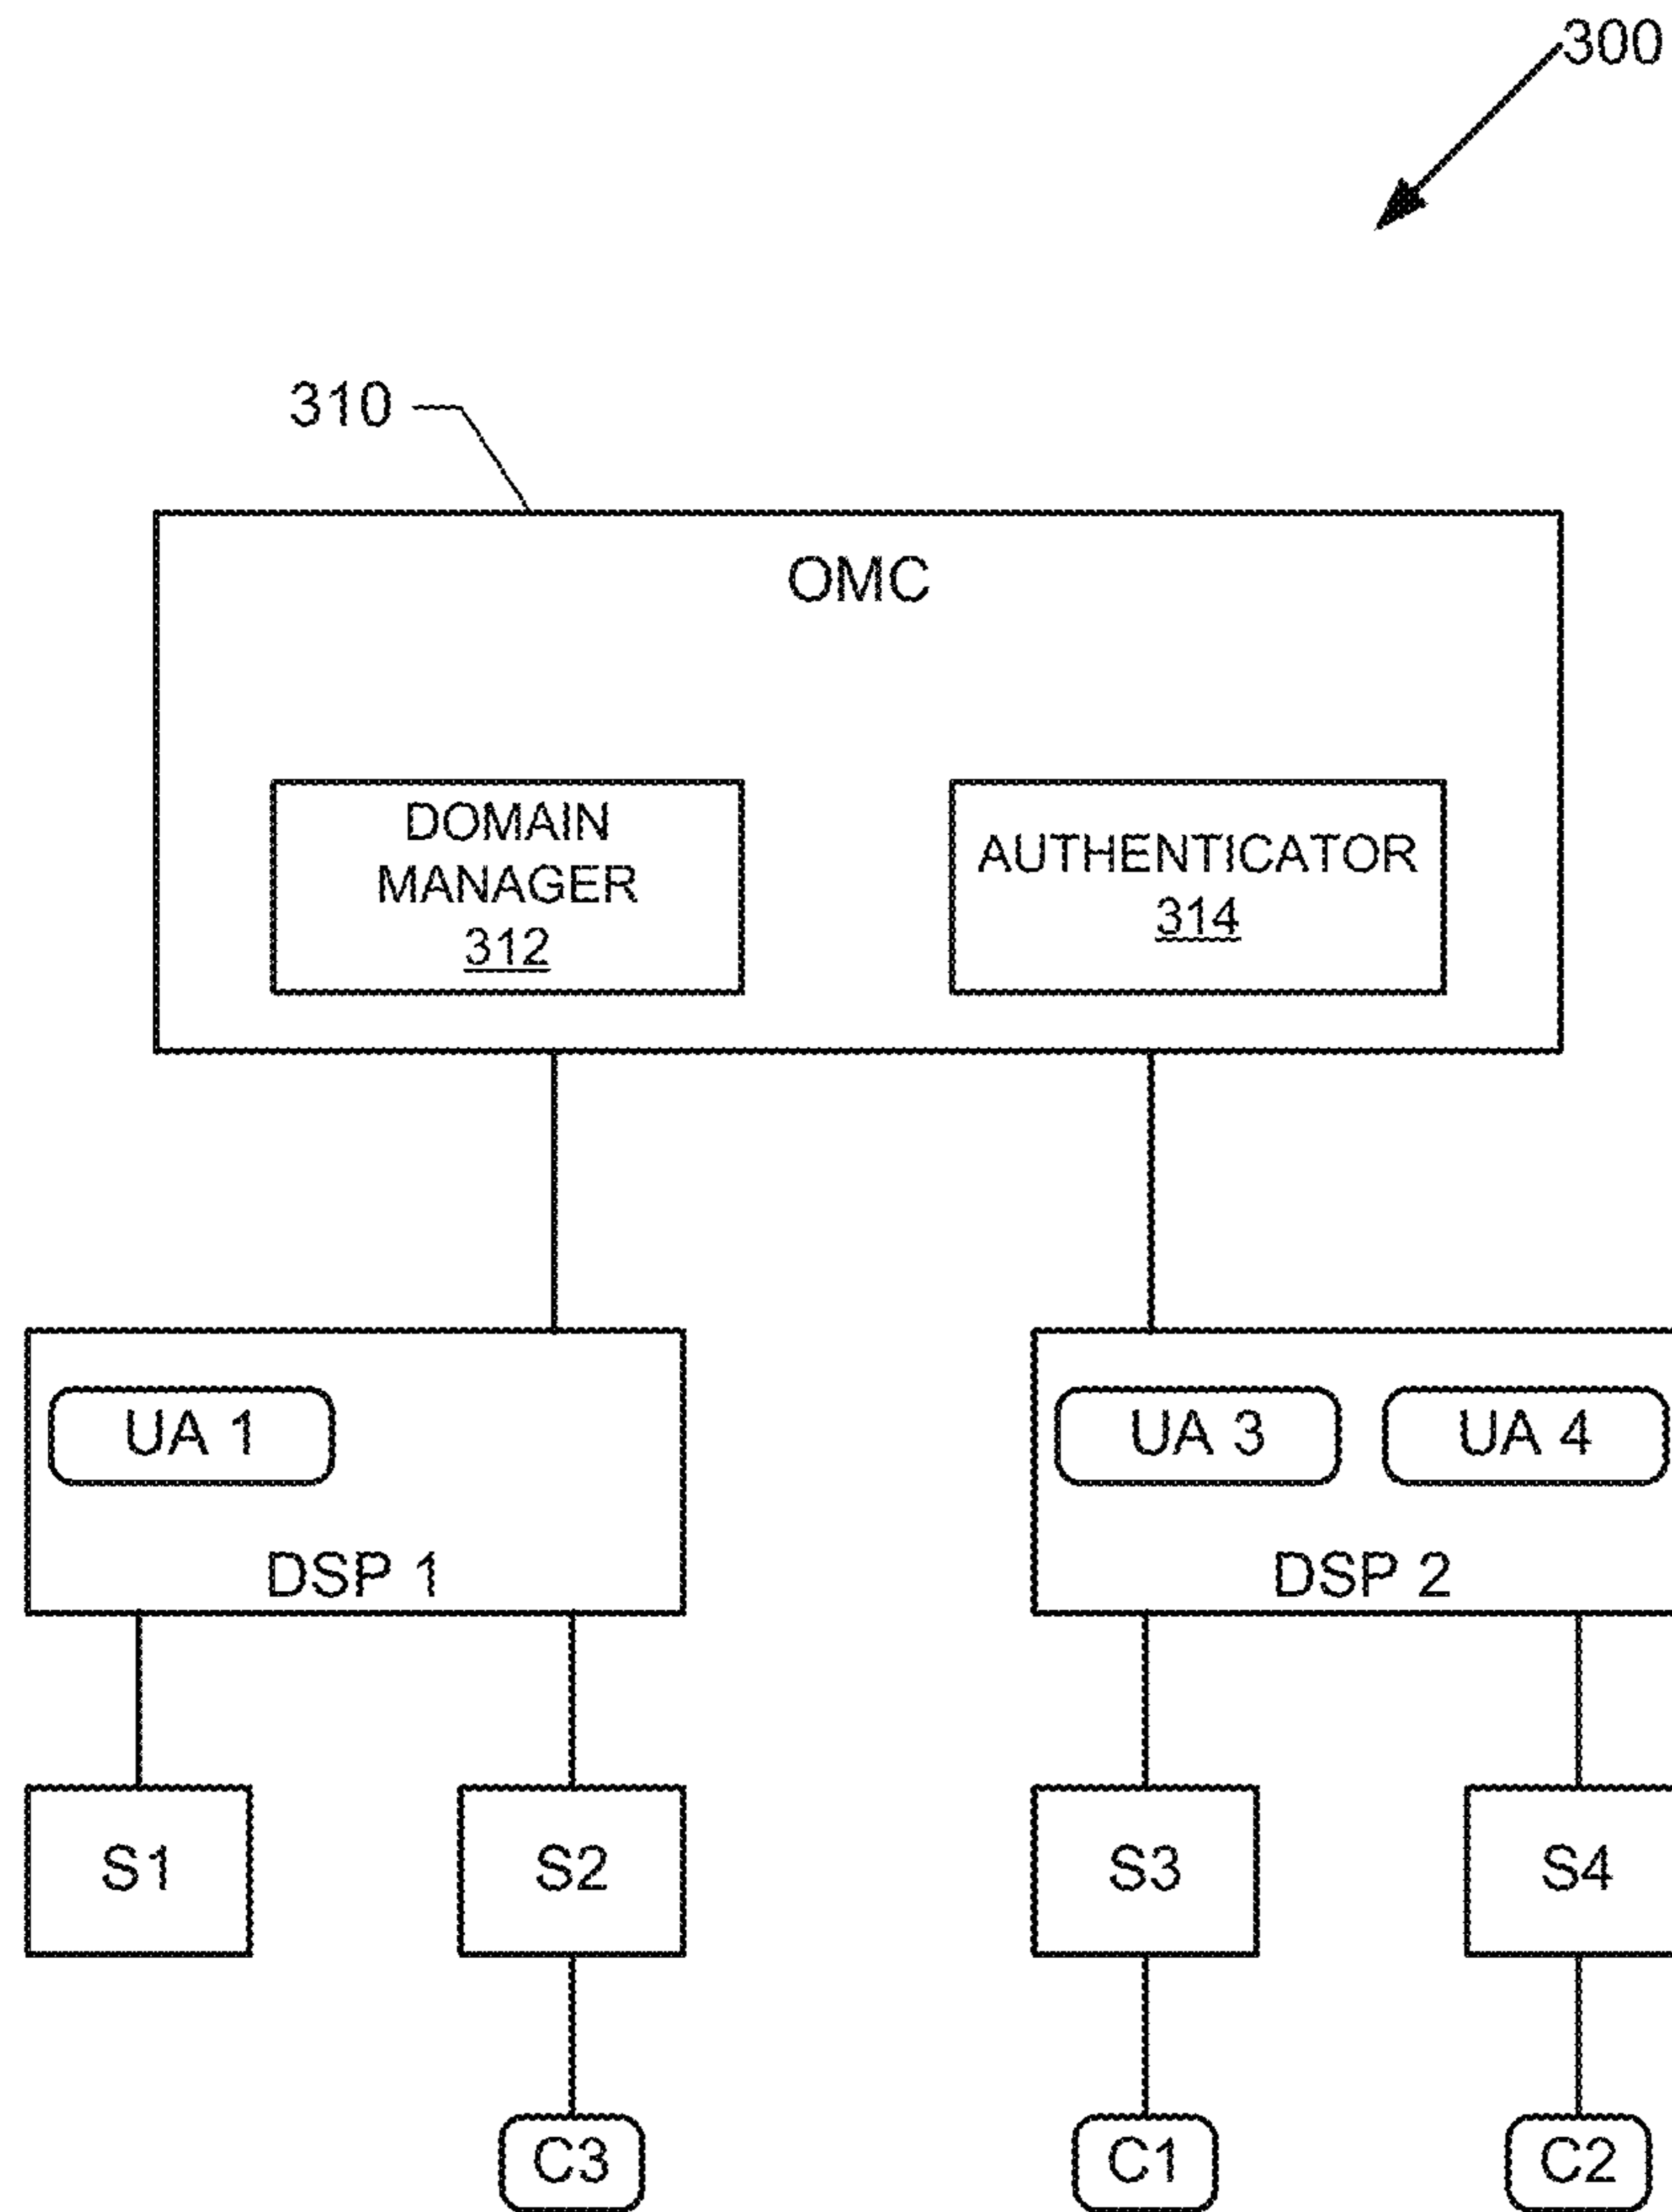 300
310
OMC
DOMAIN
MANAGER
312
AUTHENTICATOR
314
UA 1
DSP 1
UA 3
UA 4
DSP 2
S1
S2
S3
S4
C3
C1
C2